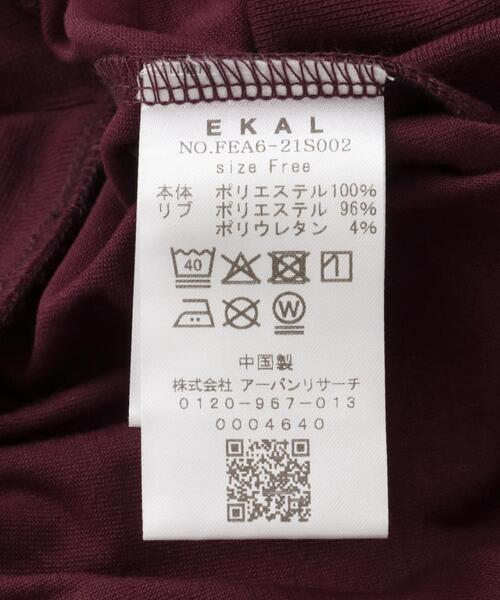 EKAL
NO.FEA6-21S002
size Free
本体 ポリエステル100%
リブ ポリエステル 96%
ポリウレタン 4%
40
W
中国製
株式会社 アーバンリサーチ
0120-967-013
0004640